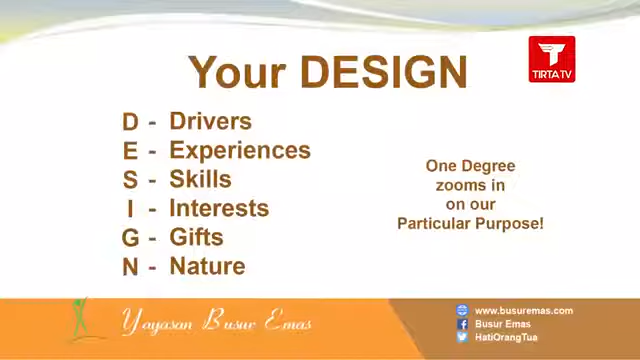 Your DESIGN
TIRTA TV
D - Drivers
E - Experiences
S - Skills
I - Interests
G - Gifts
N - Nature
One Degree
zooms in
on our
Particular Purpose!
Yayasan Busur Emas
www.busuremas.com
Busur Emas
HatiOrangTua